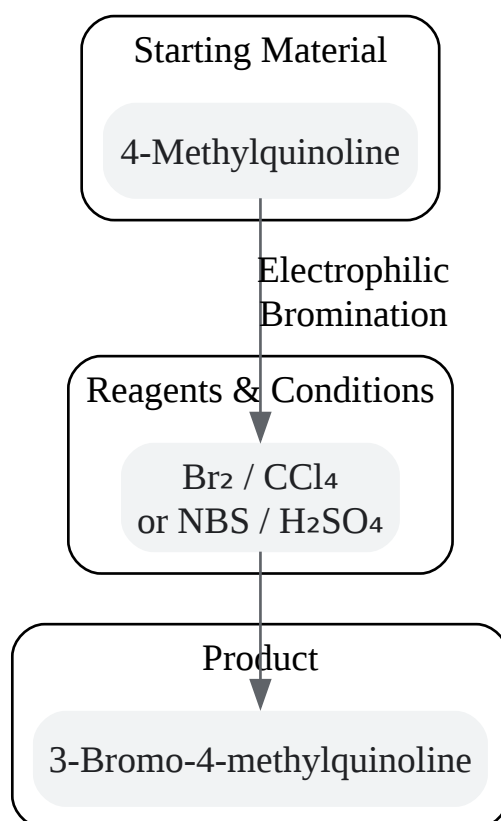 Starting Material
4-Methylquinoline
Electrophilic
Bromination
Reagents & Conditions
Br₂ / CCl₄
or NBS / H₂SO₄
Product
3-Bromo-4-methylquinoline